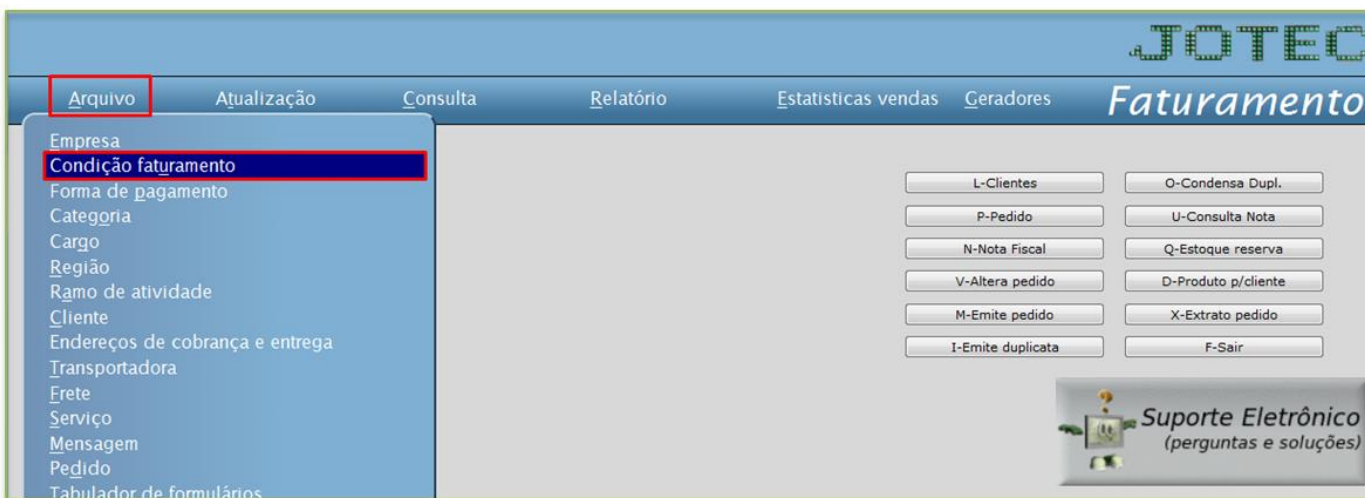 JOTEC
Arquivo Atualização Consulta Relatório Estatisticas vendas Geradores Faturamento
Empresa
Condição faturamento
Forma de pagamento
Categoria
Cargo
Região
Ramo de atividade
Cliente
Endereços de cobrança e entrega
Transportadora
Frete
Serviço
Mensagem
Pedido
Tabulador de formulários
L-Clientes O-Condensa Dupl.
P-Pedido U-Consulta Nota
N-Nota Fiscal Q-Estoque reserva
V-Altera pedido D-Produto p/cliente
M-Emite pedido X-Extrato pedido
I-Emite duplicata F-Sair
Suporte Eletrônico
(perguntas e soluções)